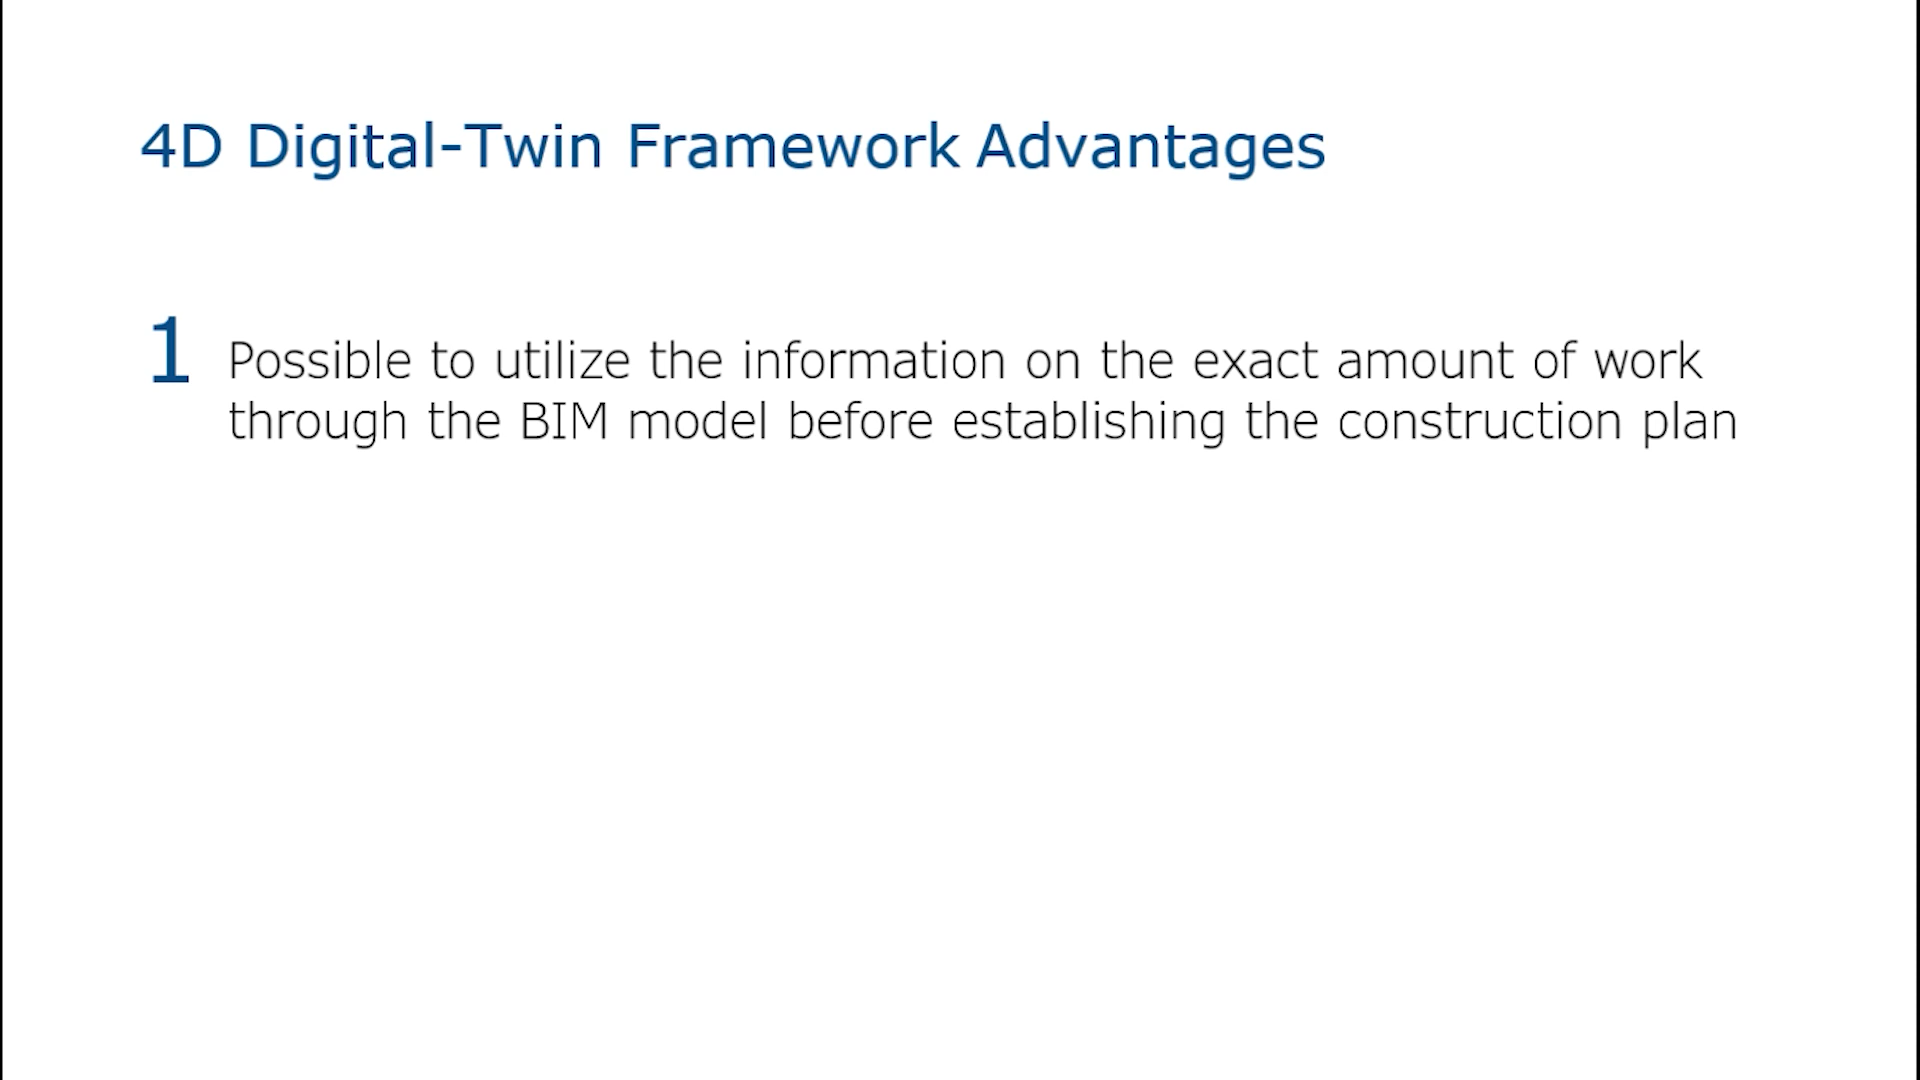 4D Digital-Twin Framework Advantages
1 Possible to utilize the information on the exact amount of work
through the BIM model before establishing the construction plan